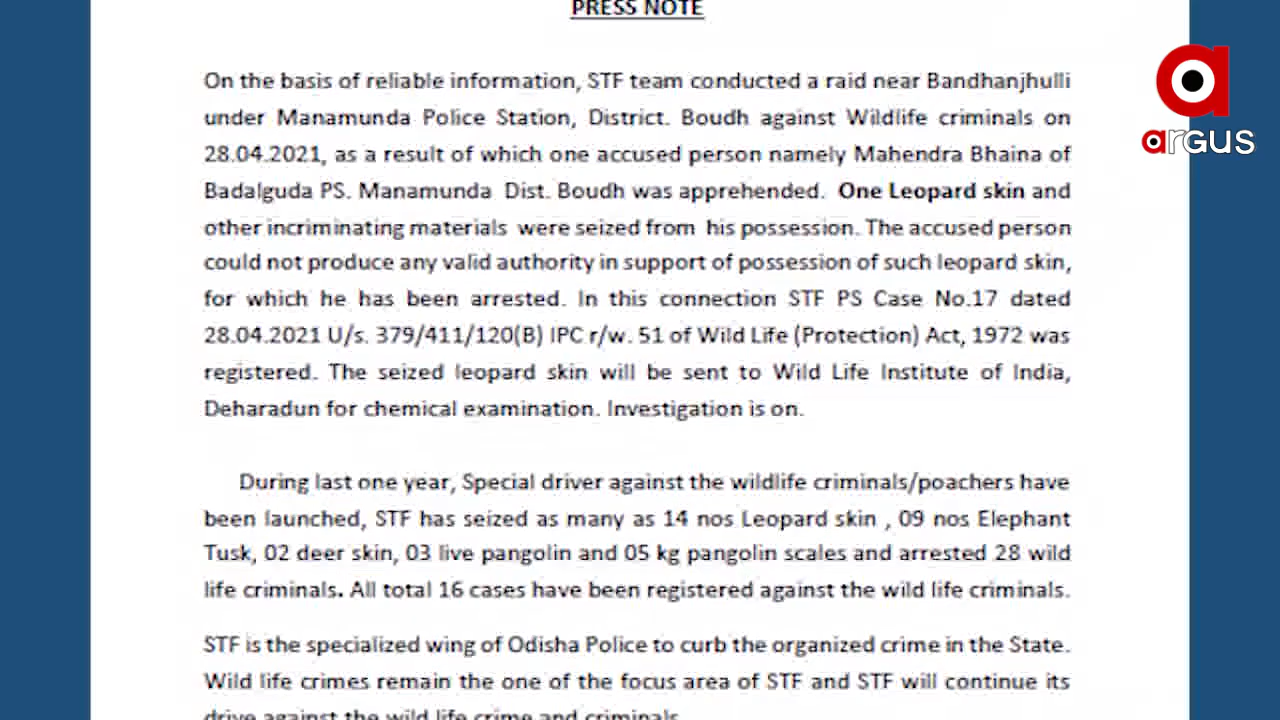 PRESS NOTE
On the basis of reliable information, STF team conducted a raid near Bandhanjhulli
under Manamunda Police Station, District. Boudh against Wildlife criminals on
28.04.2021, as a result of which one accused person namely Mahendra Bhaina of
Badalguda PS. Manamunda Dist. Boudh was apprehended. One Leopard skin and
other incriminating materials were seized from his possession. The accused person
could not produce any valid authority in support of possession of such leopard skin,
for which he has been arrested. In this connection STF PS Case No.17 dated
28.04.2021 U/s. 379/411/120(B) IPC r/w. 51 of Wild Life (Protection) Act, 1972 was
registered. The seized leopard skin will be sent to Wild Life Institute of India,
Deharadun for chemical examination. Investigation is on.
During last one year, Special driver against the wildlife criminals/poachers have
been launched, STF has seized as many as 14 nos Leopard skin , 09 nos Elephant
Tusk, 02 deer skin, 03 live pangolin and 05 kg pangolin scales and arrested 28 wild
life criminals. All total 16 cases have been registered against the wild life criminals.
STF is the specialized wing of Odisha Police to curb the organized crime in the State.
Wild life crimes remain the one of the focus area of STF and STF will continue its
drive against the wild life crime and criminals.
argus